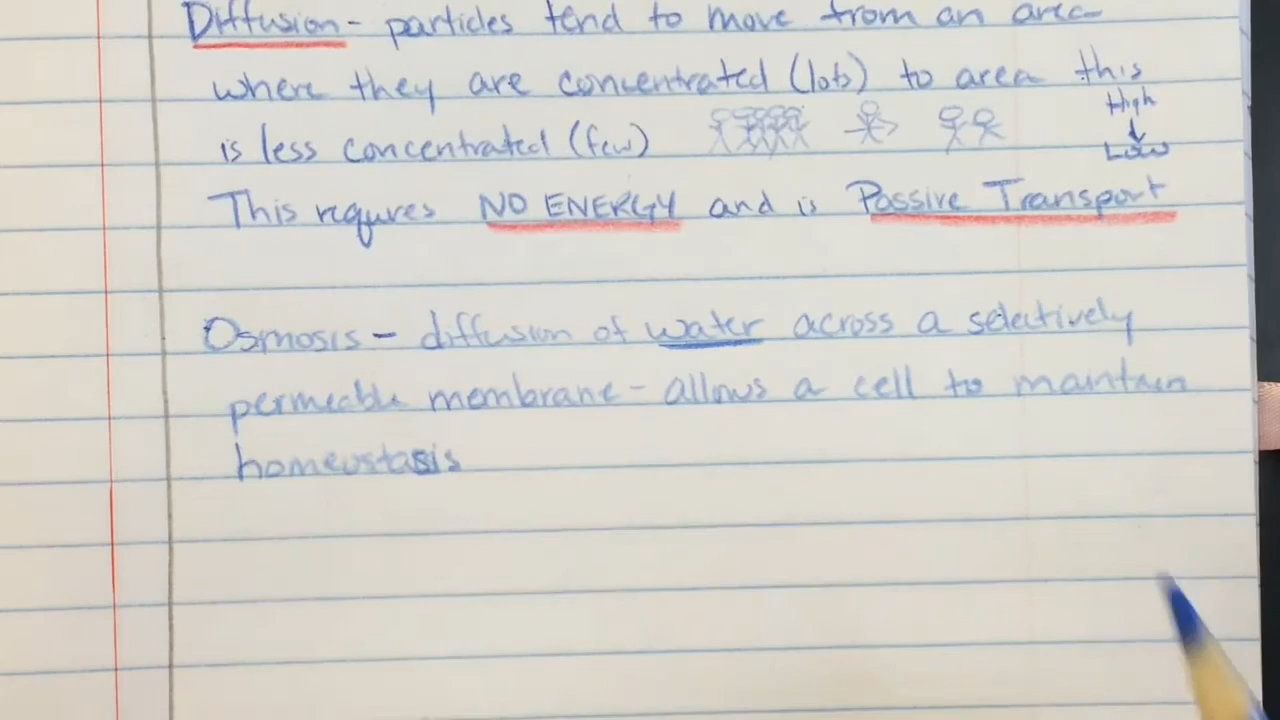 Diffusion - particles tend to move from an area
where they are concentrated (lots) to area this
is less concentrated (few)
High
↓
Low
This requres NO ENERGY and is Passive Transport
Osmosis - diffusion of water across a selectively
permeable membrane - allows a cell to maintain
homeostasis